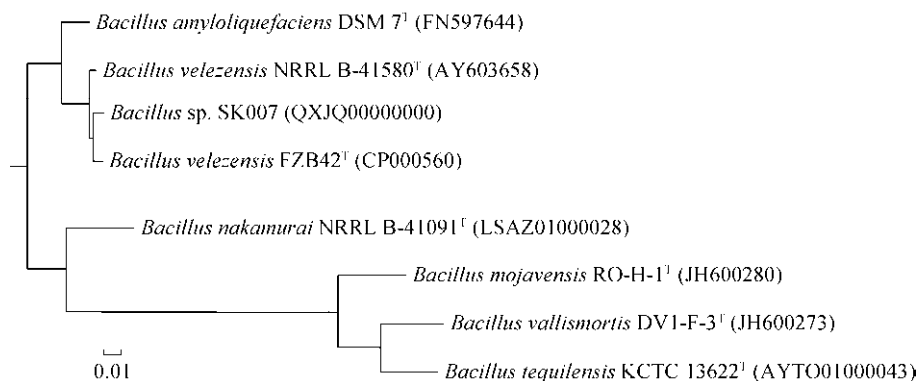 Bacillus amyloliquefaciens DSM 7ᵀ (FN597644)
Bacillus velezensis NRRL B-41580ᵀ (AY603658)
Bacillus sp. SK007 (QXJQ00000000)
Bacillus velezensis FZB42ᵀ (CP000560)
Bacillus nakamurai NRRL B-41091ᵀ (LSAZ01000028)
Bacillus mojavensis RO-H-1ᵀ (JH600280)
Bacillus vallismortis DV1-F-3ᵀ (JH600273)
Bacillus tequilensis KCTC 13622ᵀ (AYTO01000043)
0.01